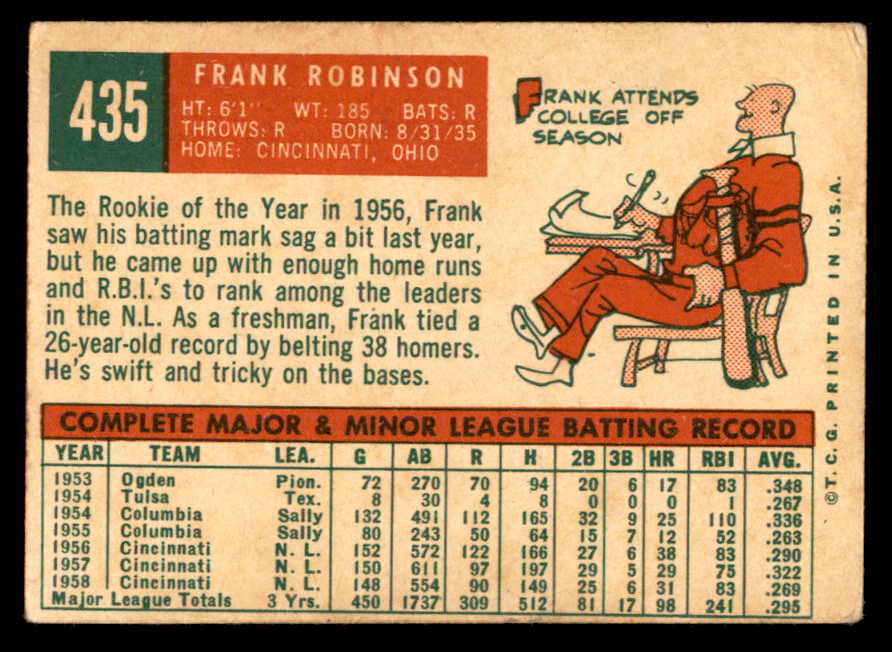 435
FRANK ROBINSON
HT: 6'1" WT: 185 BATS: R
THROWS: R BORN: 8/31/35
HOME: CINCINNATI, OHIO
FRANK ATTENDS
COLLEGE OFF
SEASON
The Rookie of the Year in 1956, Frank
saw his batting mark sag a bit last year,
but he came up with enough home runs
and R.B.I.'s to rank among the leaders
in the N.L. As a freshman, Frank tied a
26-year-old record by belting 38 homers.
He's swift and tricky on the bases.
COMPLETE MAJOR & MINOR LEAGUE BATTING RECORD
YEAR TEAM LEA. G AB R H 2B 3B HR RBI AVG.
1953 Ogden Pion. 72 270 70 94 20 6 17 83 .348
1954 Tulsa Tex. 8 30 4 8 0 0 0 1 .267
1954 Columbia Sally 132 491 112 165 32 9 25 110 .336
1955 Columbia Sally 80 243 50 64 15 7 12 52 .263
1956 Cincinnati N. L. 152 572 122 166 27 6 38 83 .290
1957 Cincinnati N. L. 150 611 97 197 29 5 29 75 .322
1958 Cincinnati N. L. 148 554 90 149 25 6 31 83 .269
Major League Totals 3 Yrs. 450 1737 309 512 81 17 98 241 .295
©T. C. G. PRINTED IN U.S.A.